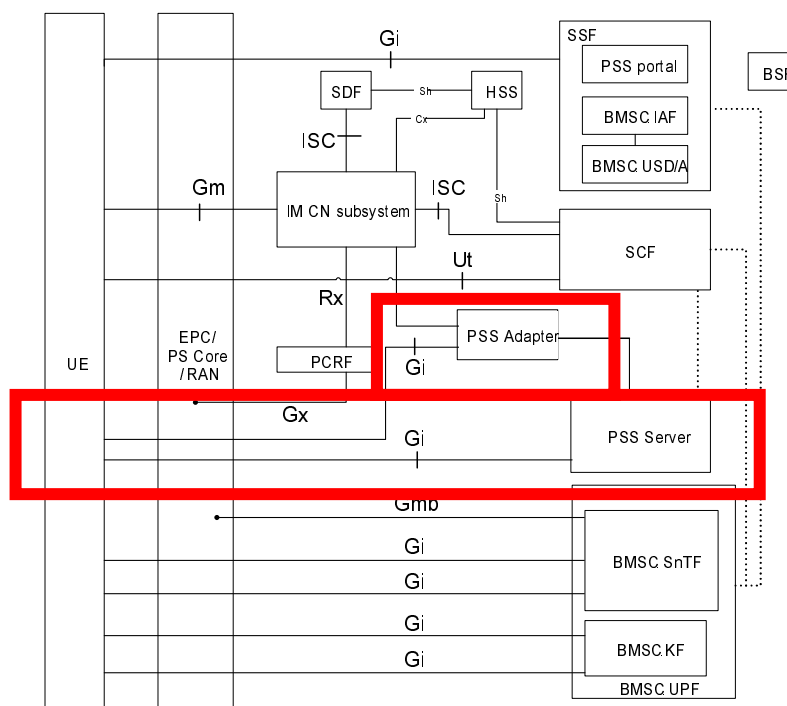 Gi
SSF
PSS portal
BSF
SDF
Sh
HSS
BMSC.IAF
Cx
ISC
BMSC.USD/A
Gm
IM CN subsystem
ISC
Sh
SCF
Ut
Rx
EPC/
PS Core
/RAN
UE
PCRF
PSS Adapter
Gi
Gx
Gi
PSS Server
Gmb
Gi
BMSC.SnTF
Gi
Gi
BMSC.KF
Gi
BMSC.UPF